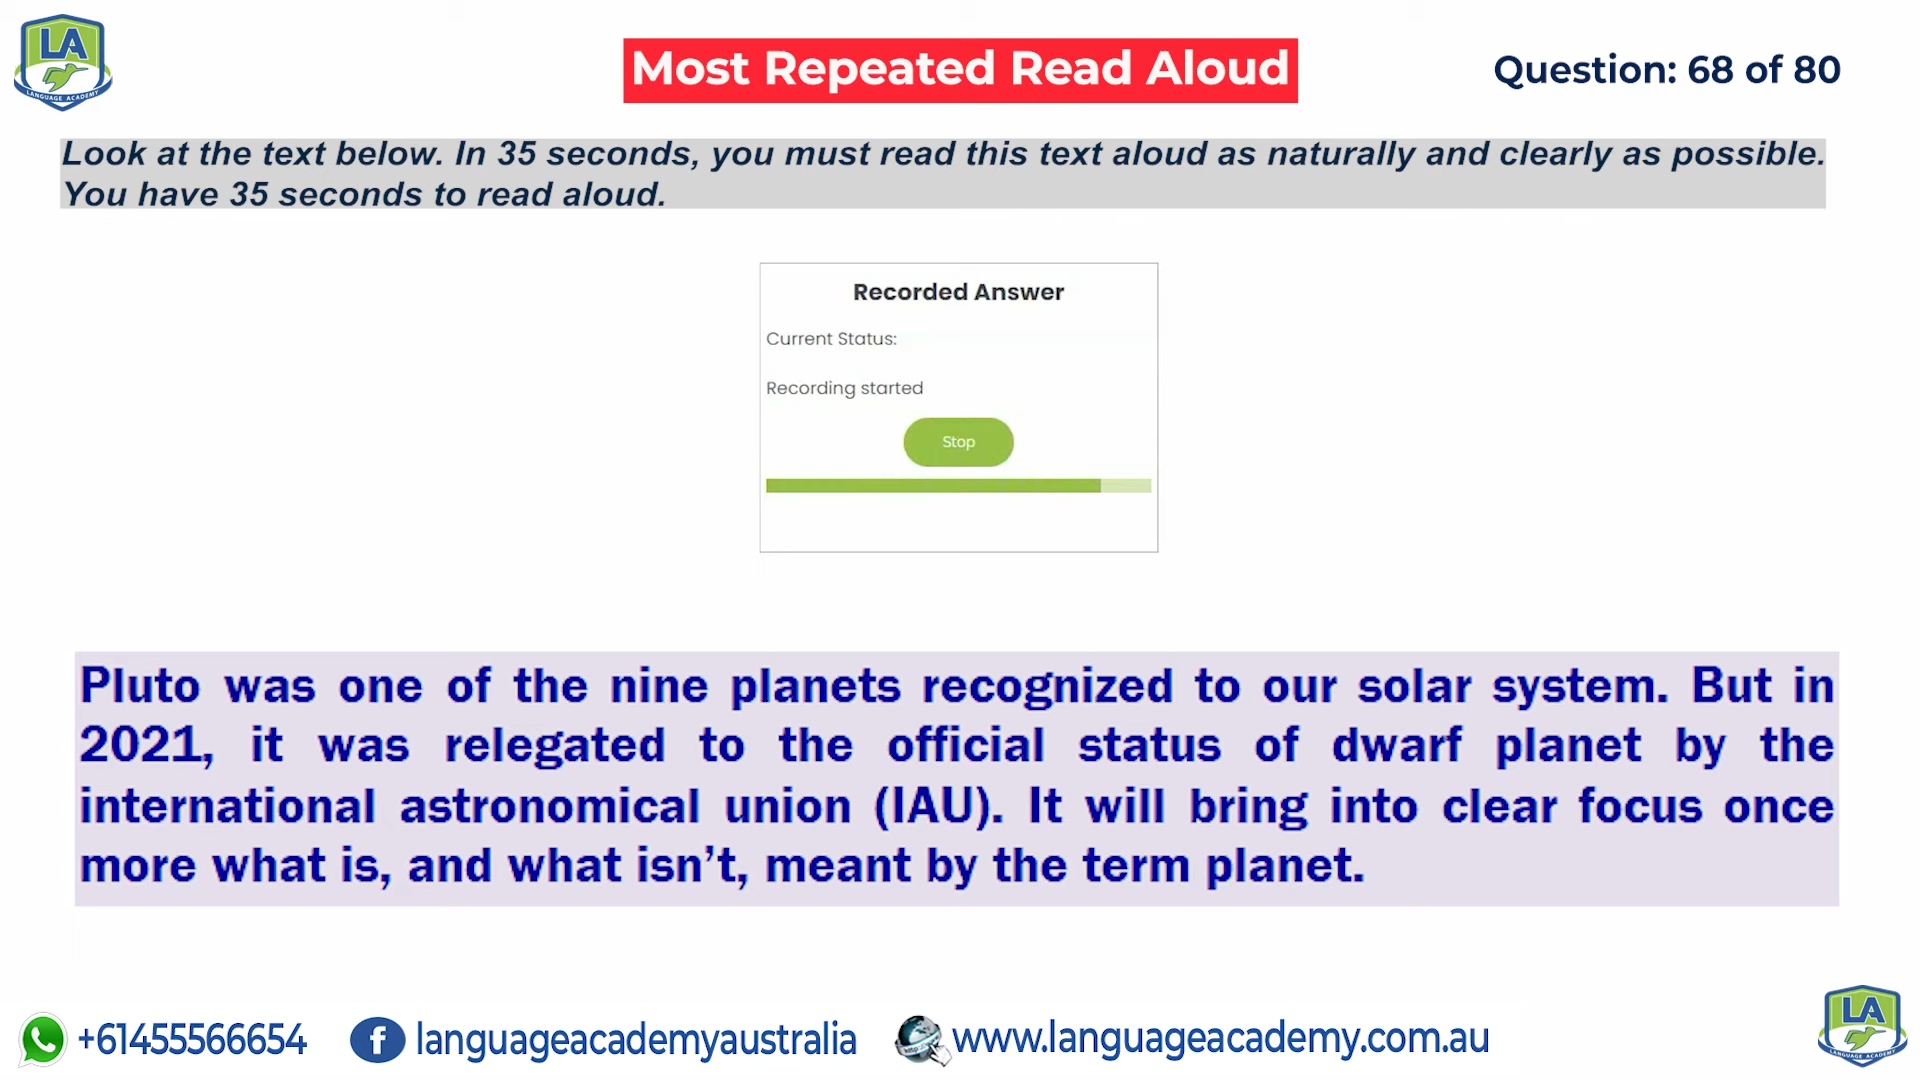 LA
LANGUAGE ACADEMY
Most Repeated Read Aloud
Question: 68 of 80
Look at the text below. In 35 seconds, you must read this text aloud as naturally and clearly as possible.
You have 35 seconds to read aloud.
Recorded Answer
Current Status:
Recording started
Stop
Pluto was one of the nine planets recognized to our solar system. But in
2021, it was relegated to the official status of dwarf planet by the
international astronomical union (IAU). It will bring into clear focus once
more what is, and what isn’t, meant by the term planet.
+61455566654
f
languageacademyaustralia
www.languageacademy.com.au
LA
LANGUAGE ACADEMY